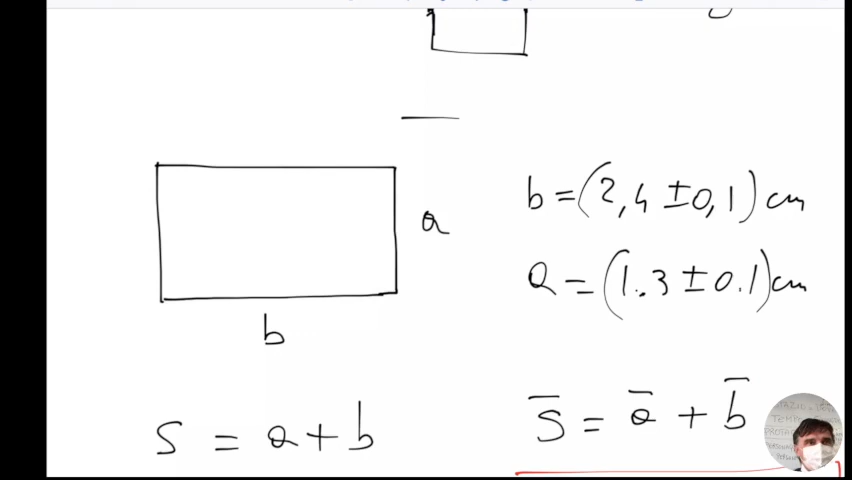 a
b = (2,4 ±0,1) cm
a = (1.3 ± 0.1) cm
b
S = a + b
S̅ = a̅ + b̅